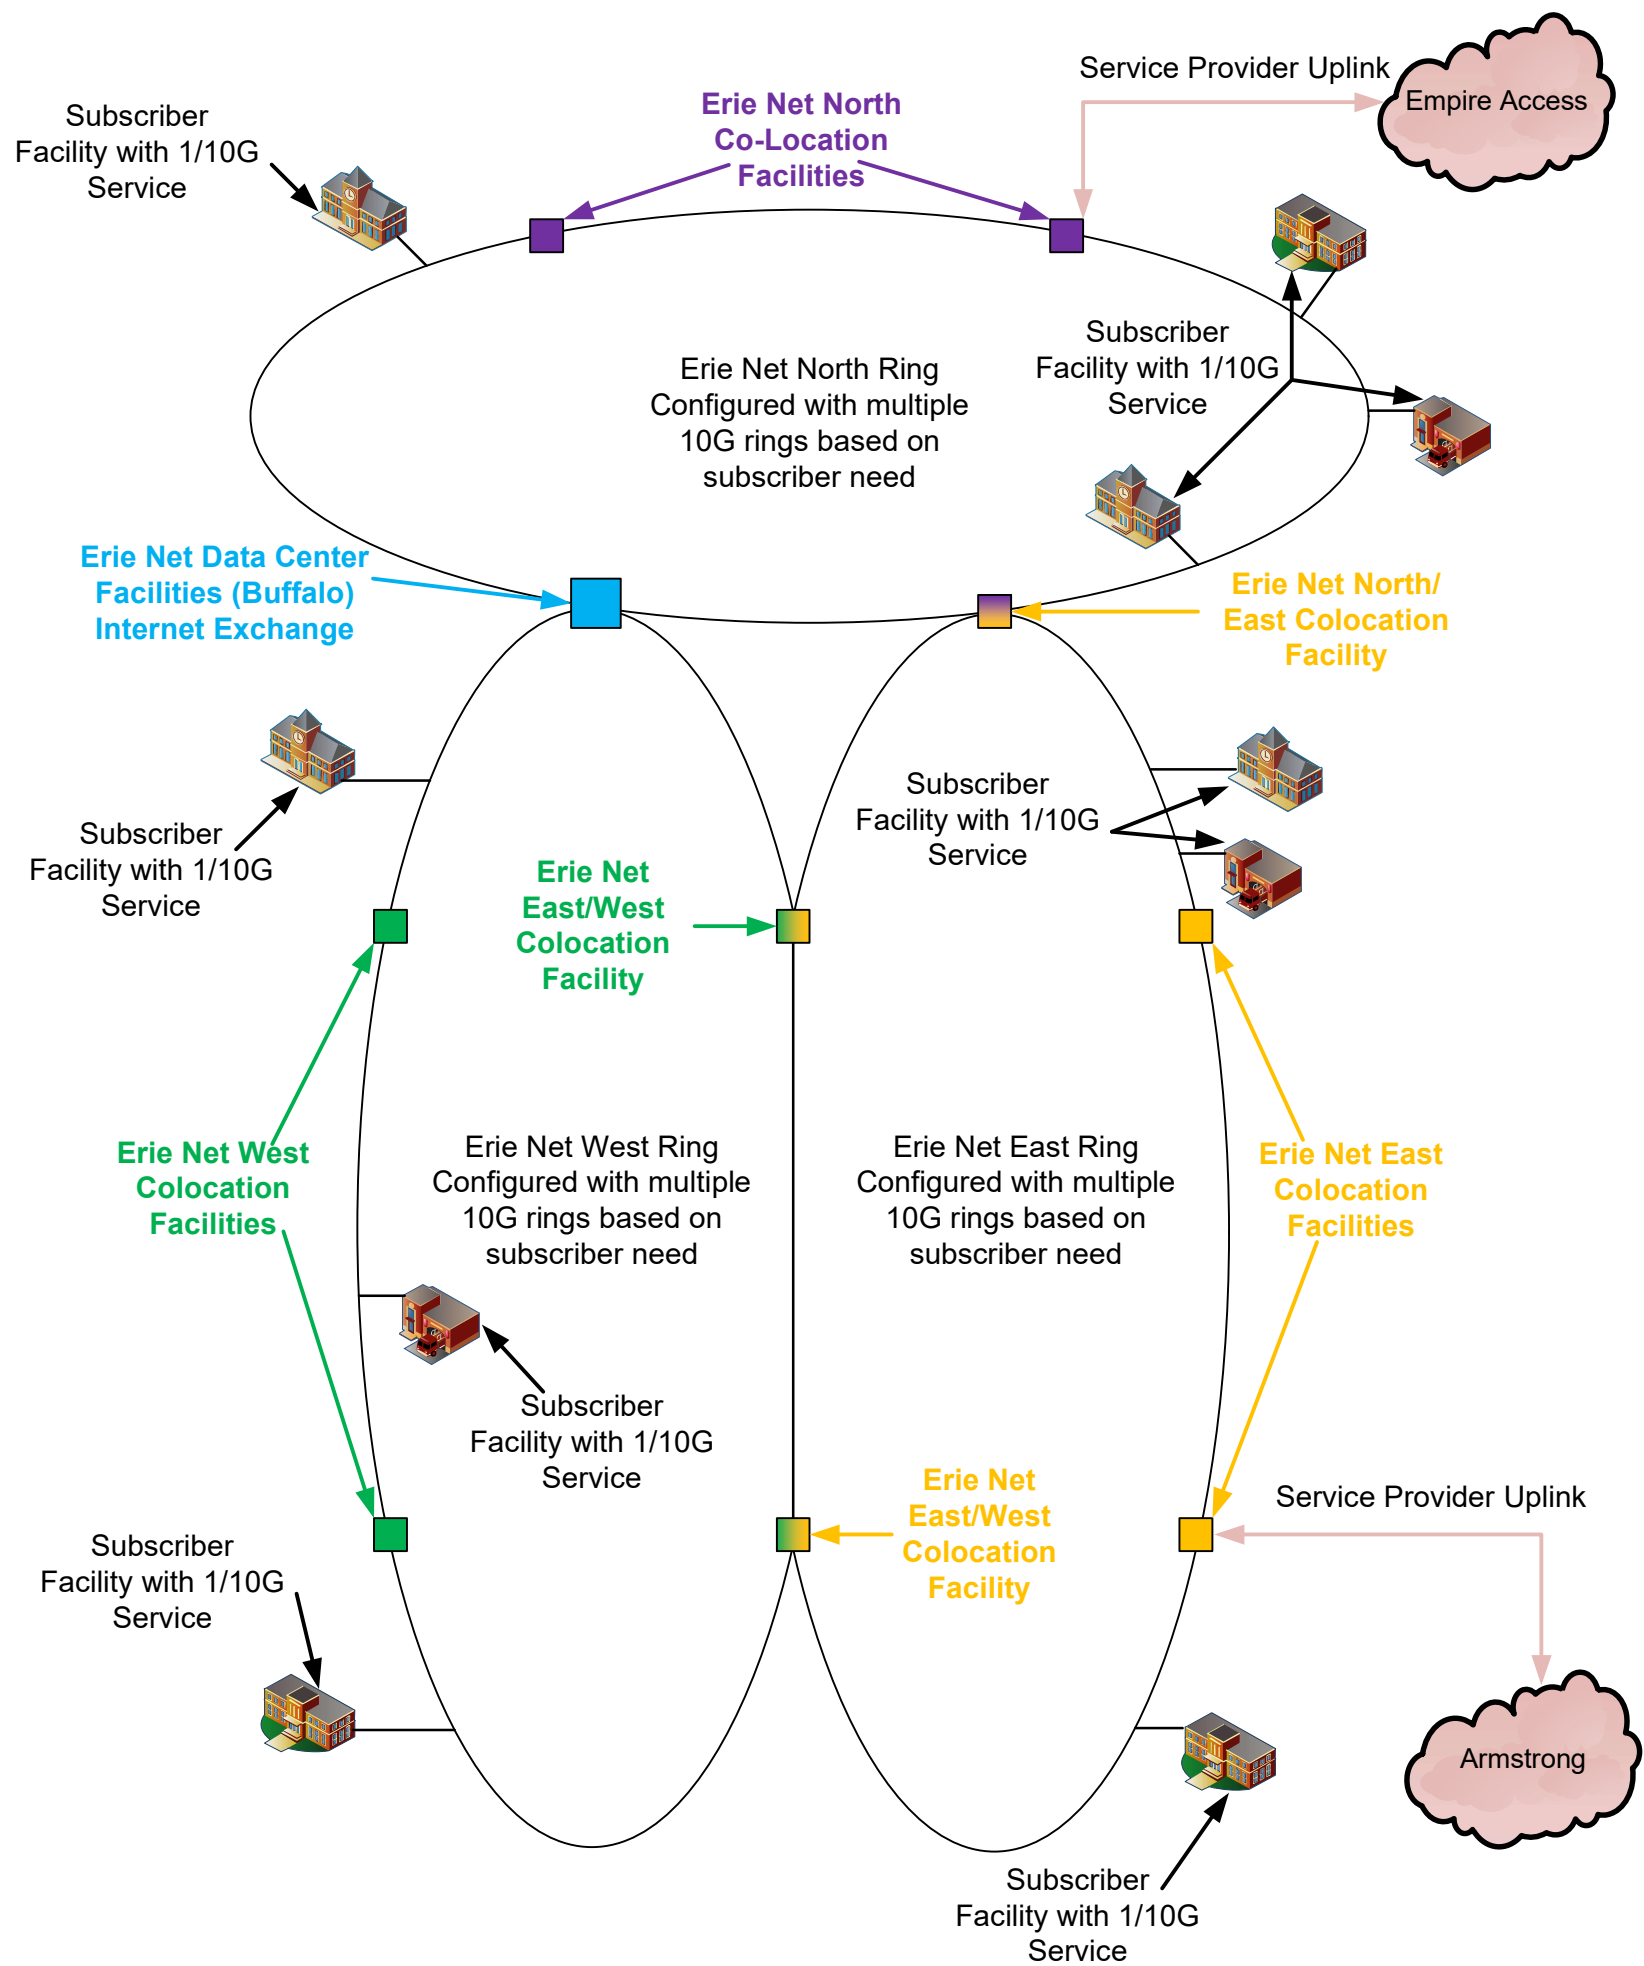 Service Provider Uplink
Empire Access
Erie Net North
Co-Location
Facilities
Subscriber
Facility with 1/10G
Service
Subscriber
Facility with 1/10G
Service
Erie Net North Ring
Configured with multiple
10G rings based on
subscriber need
Erie Net Data Center
Facilities (Buffalo)
Internet Exchange
Erie Net North/
East Colocation
Facility
Subscriber
Facility with 1/10G
Service
Subscriber
Facility with 1/10G
Service
Erie Net
East/West
Colocation
Facility
Erie Net West
Colocation
Facilities
Erie Net West Ring
Configured with multiple
10G rings based on
subscriber need
Erie Net East Ring
Configured with multiple
10G rings based on
subscriber need
Erie Net East
Colocation
Facilities
Subscriber
Facility with 1/10G
Service
Erie Net
East/West
Colocation
Facility
Service Provider Uplink
Subscriber
Facility with 1/10G
Service
Armstrong
Subscriber
Facility with 1/10G
Service